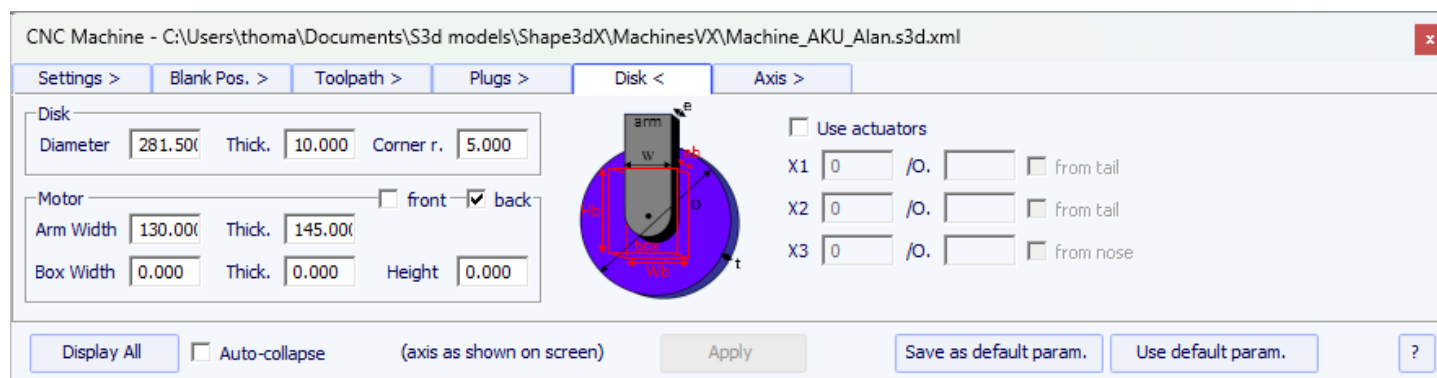 CNC Machine - C:\Users\thoma\Documents\S3d models\Shape3dX\MachinesVX\Machine_AKU_Alan.s3d.xml
x
Settings > Blank Pos. > Toolpath > Plugs > Disk < Axis >
Disk
Diameter 281.50( Thick. 10.000 Corner r. 5.000
Motor front back
Arm Width 130.00( Thick. 145.00(
Box Width 0.000 Thick. 0.000 Height 0.000
e
arm
W
D
Wb
t
Use actuators
X1 0 /O. from tail
X2 0 /O. from tail
X3 0 /O. from nose
Display All Auto-collapse (axis as shown on screen) Apply Save as default param. Use default param. ?